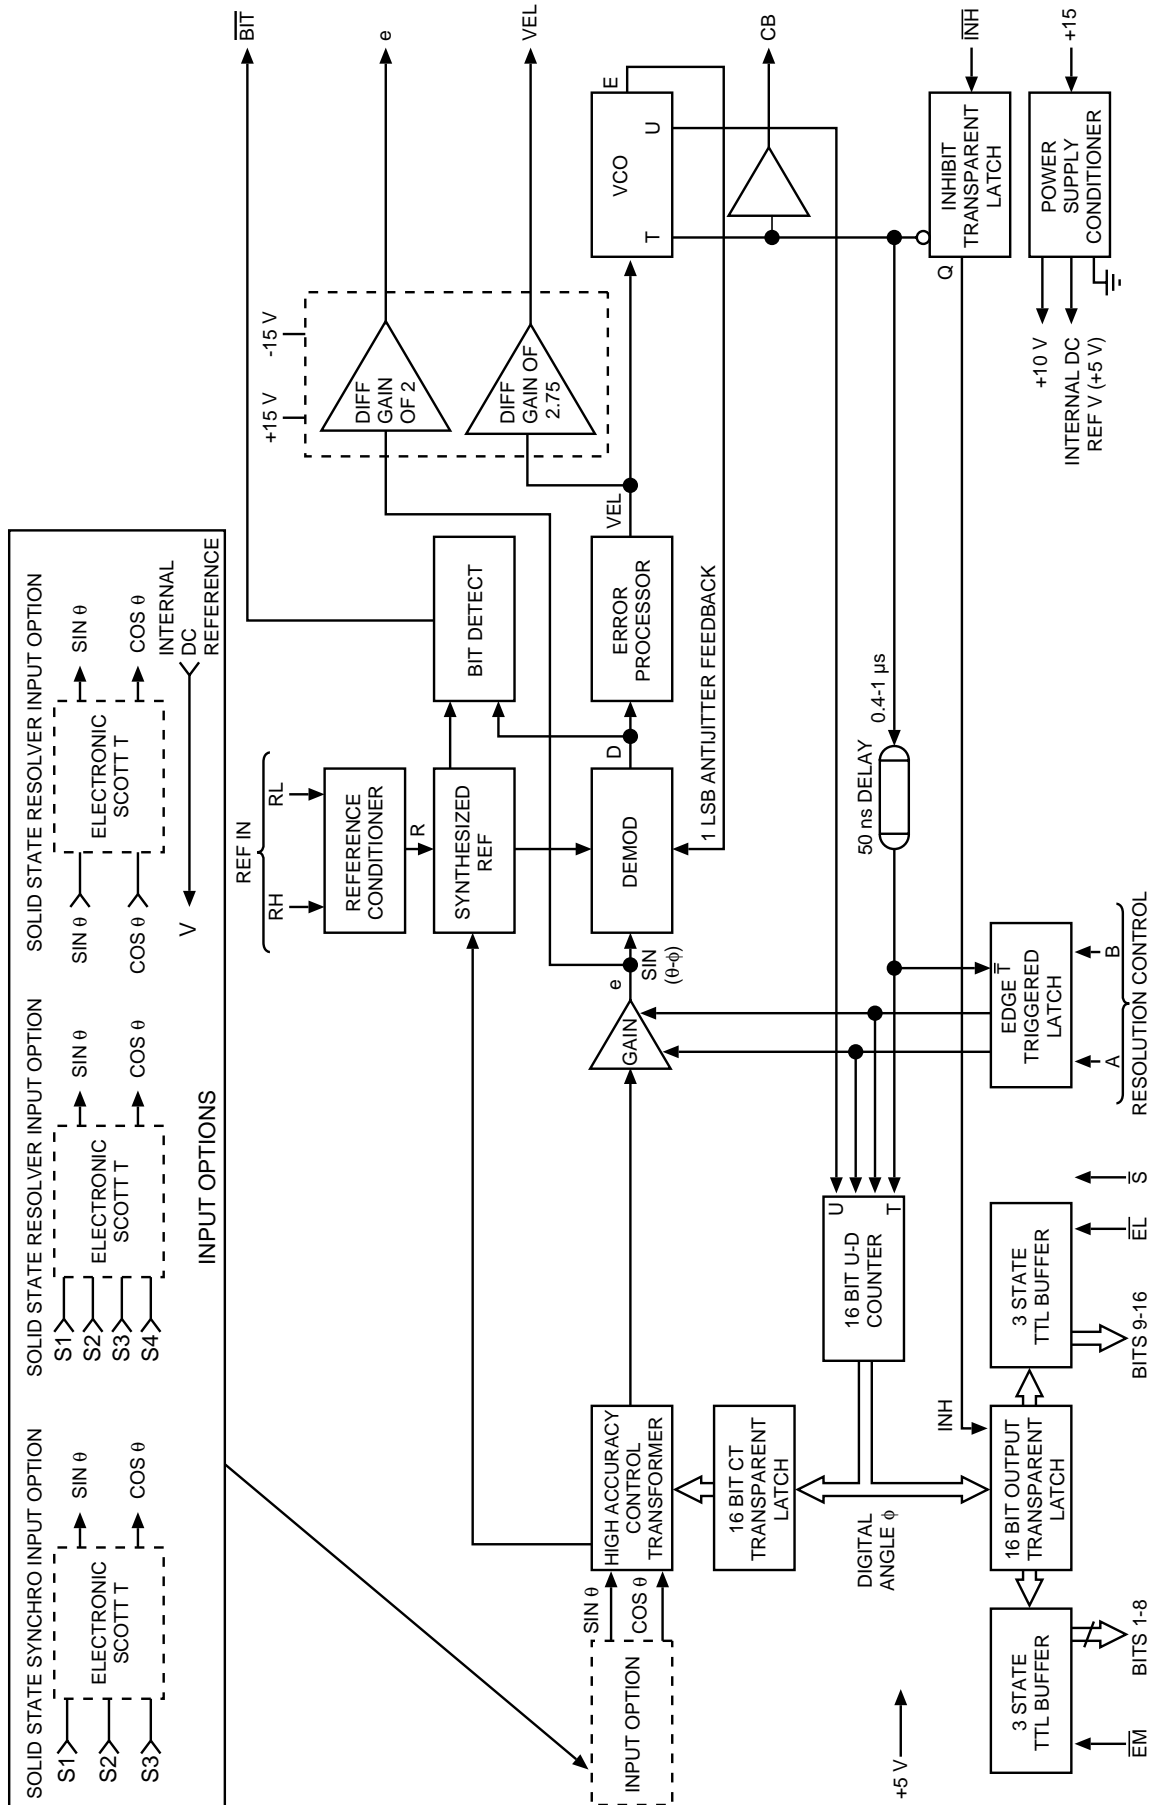 SOLID STATE SYNCHRO INPUT OPTION
S1
S2
S3
ELECTRONIC
SCOTT T
SIN θ
COS θ
SOLID STATE RESOLVER INPUT OPTION
S1
S2
S3
S4
ELECTRONIC
SCOTT T
SIN θ
COS θ
SOLID STATE RESOLVER INPUT OPTION
SIN θ
COS θ
ELECTRONIC
SCOTT T
SIN θ
COS θ
V
INTERNAL
DC
REFERENCE
INPUT OPTIONS
REF IN
RH
RL
REFERENCE
CONDITIONER
R
SYNTHESIZED
REF
BIT DETECT
BIT
+15 V
-15 V
DIFF
GAIN
OF 2
e
DIFF
GAIN OF
2.75
VEL
INPUT OPTION
SIN θ
COS θ
HIGH ACCURACY
CONTROL
TRANSFORMER
GAIN
e
SIN
(θ-ϕ)
DEMOD
D
ERROR
PROCESSOR
VEL
VCO
E
T
U
1 LSB ANTIJITTER FEEDBACK
CB
16 BIT CT
TRANSPARENT
LATCH
DIGITAL
ANGLE ϕ
16 BIT U-D
COUNTER
U
T
50 ns DELAY
0.4-1 µs
+5 V
INH
Q
INHIBIT
TRANSPARENT
LATCH
INH
3 STATE
TTL BUFFER
EM
BITS 1-8
16 BIT OUTPUT
TRANSPARENT
LATCH
3 STATE
TTL BUFFER
BITS 9-16
EL
S
EDGE T
TRIGGERED
LATCH
A
B
RESOLUTION CONTROL
+10 V
INTERNAL DC
REF V (+5 V)
POWER
SUPPLY
CONDITIONER
+15